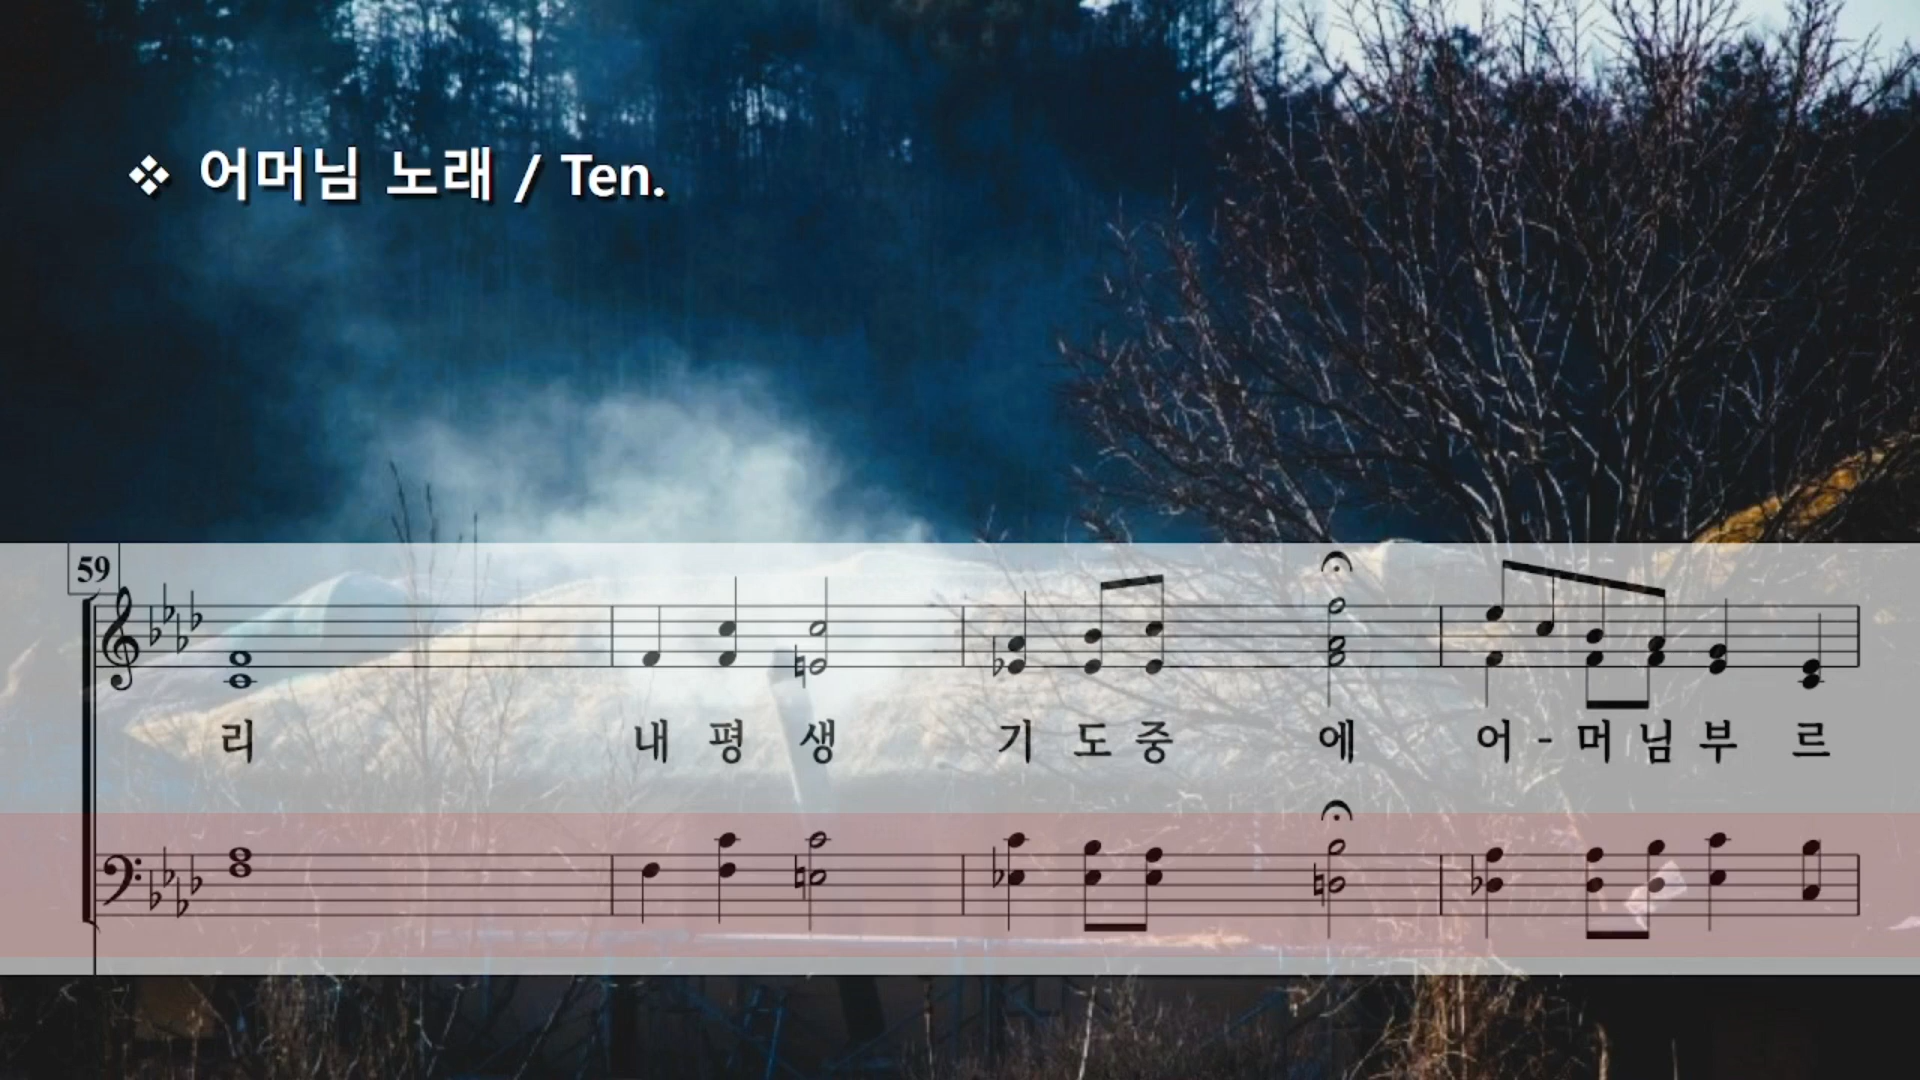 ❖ 어머님 노래 / Ten.
59
리 내 평 생 기 도 중 에 어 - 머 님 부 르